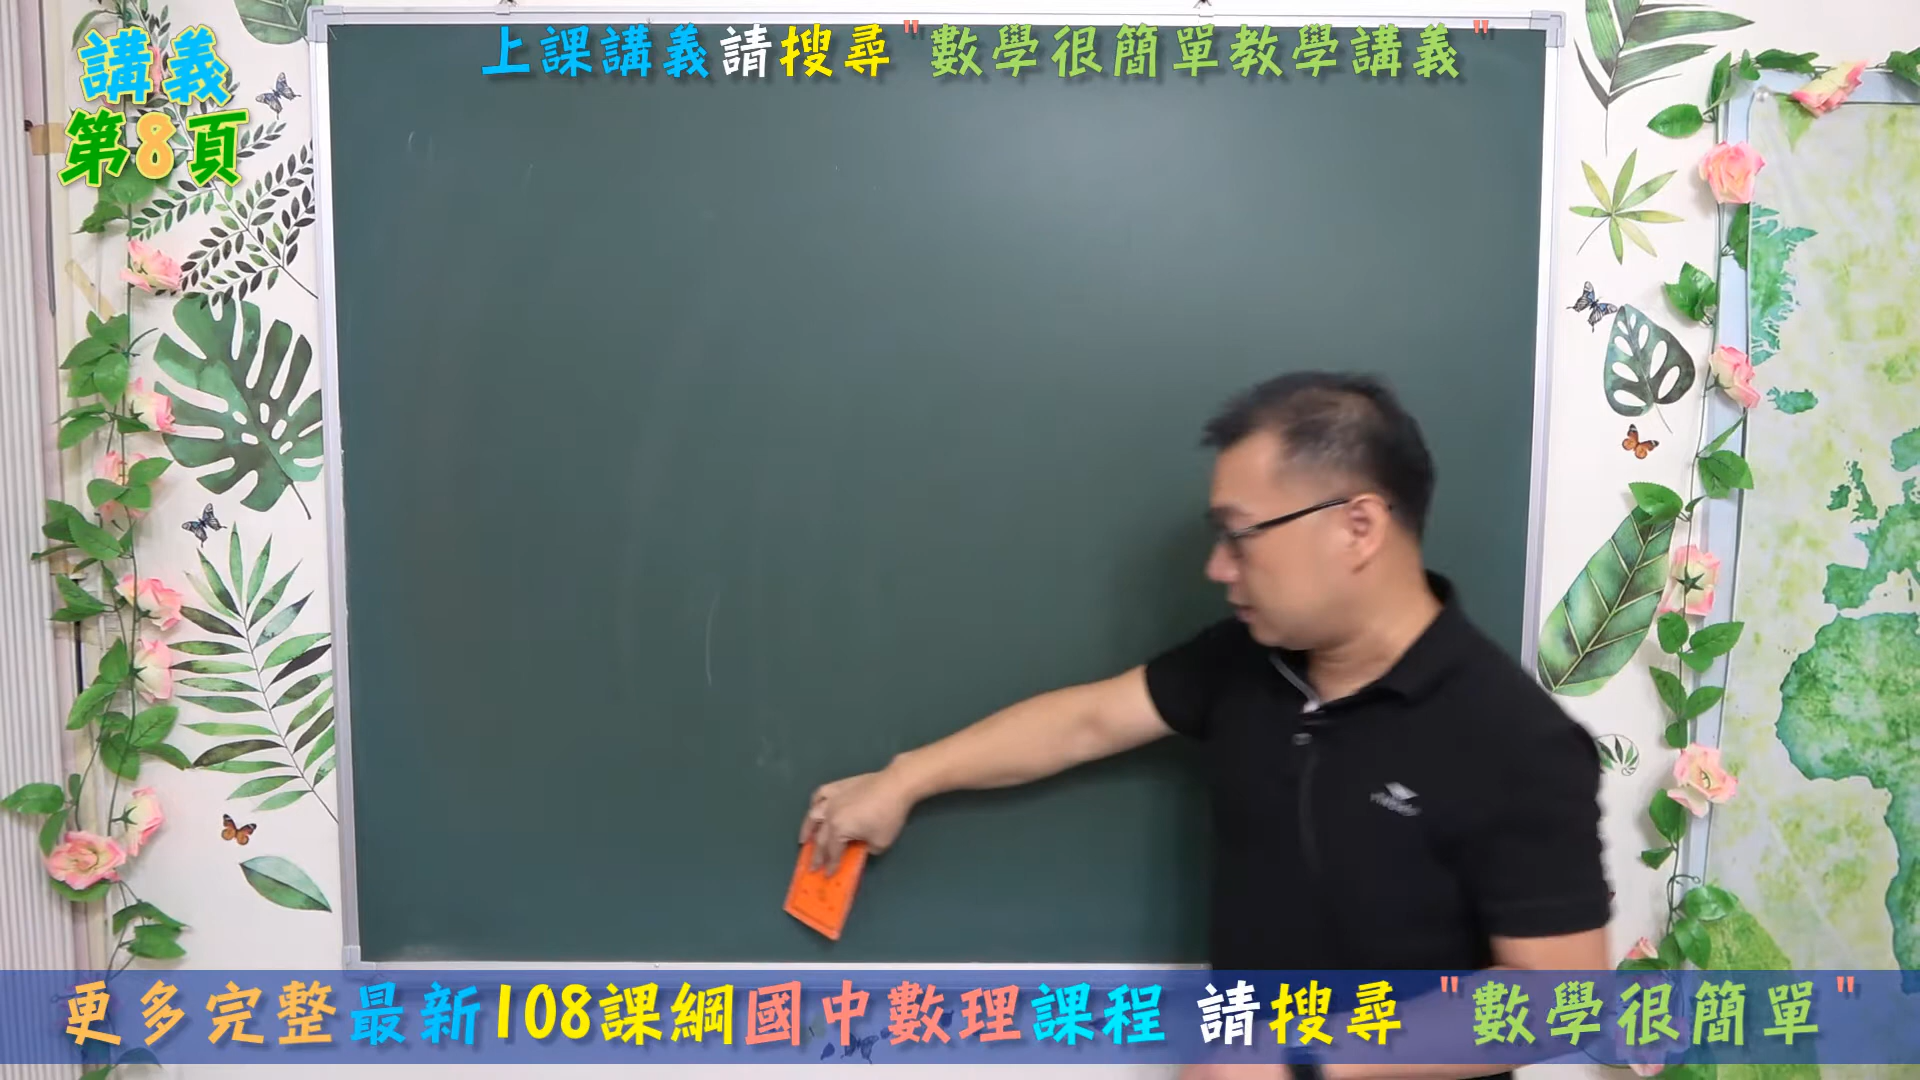 上課講義請搜尋"數學很簡單教學講義"
講義
第8頁
更多完整最新108課綱國中數理課程 請搜尋 "數學很簡單"